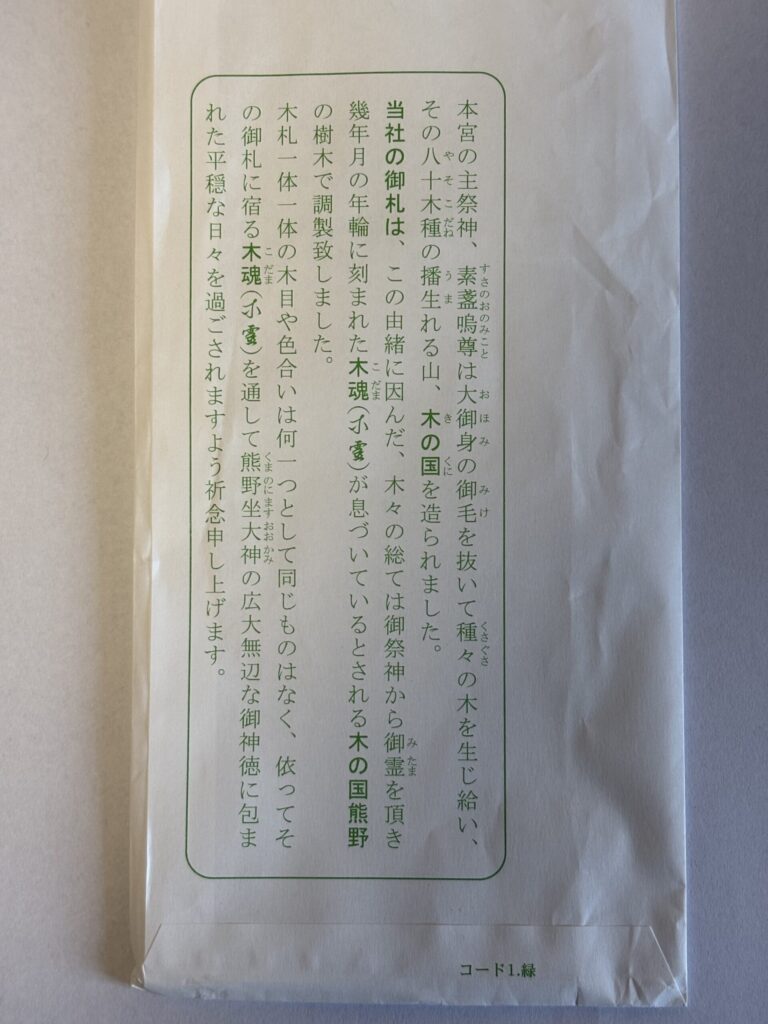 本宮の主祭神、素盞嗚尊は大御身の御毛を抜いて種々の木を生じ給い、
その八十木種の播生れる山、木の国を造られました。
当社の御札は、この由緒に因んだ、木々の総ては御祭神から御霊を頂き
幾年月の年輪に刻まれた木魂(木霊)が息づいているとされる木の国熊野
の樹木で調製致しました。
木札一体一体の木目や色合いは何一つとして同じものはなく、依ってそ
の御札に宿る木魂(木霊)を通して熊野坐大神の広大無辺な御神徳に包ま
れた平穏な日々を過ごされますよう祈念申し上げます。
コード1.緑